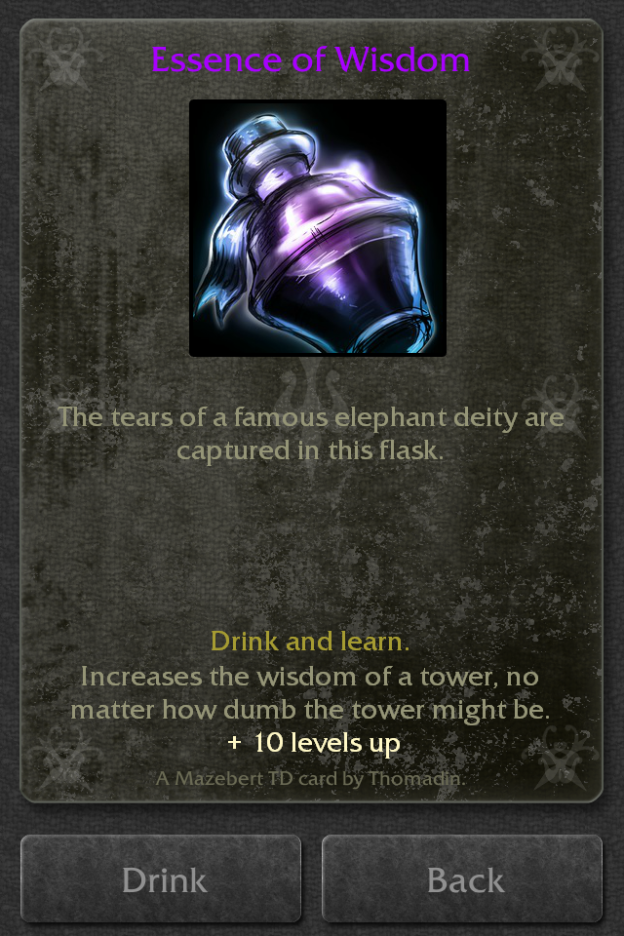 Essence of Wisdom
The tears of a famous elephant deity are
captured in this flask.
Drink and learn.
Increases the wisdom of a tower, no
matter how dumb the tower might be.
+ 10 levels up
A Mazebert TD card by Thomadin.
Drink
Back